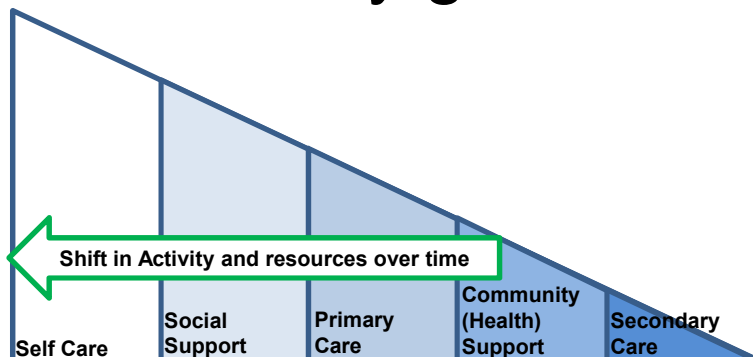 Shift in Activity and resources over time
Self Care
Social
Support
Primary
Care
Community
(Health)
Support
Secondary
Care